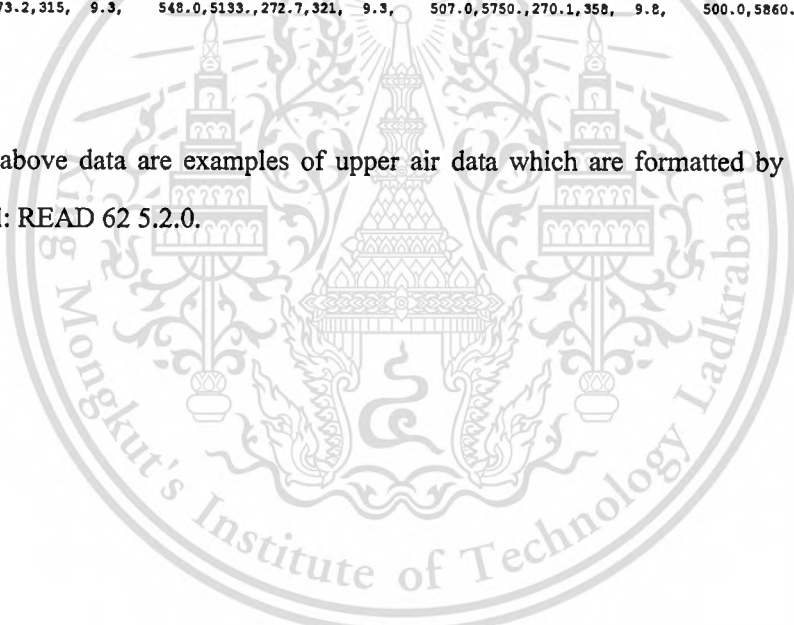 73.2,315, 9.3, 548.0,5133.,272.7,321, 9.3, 507.0,5750.,270.1,358, 9.8, 500.0,5860.
above data are examples of upper air data which are formatted by
: READ 62 5.2.0.
King Mongkut's Institute of Technology Ladkrabang